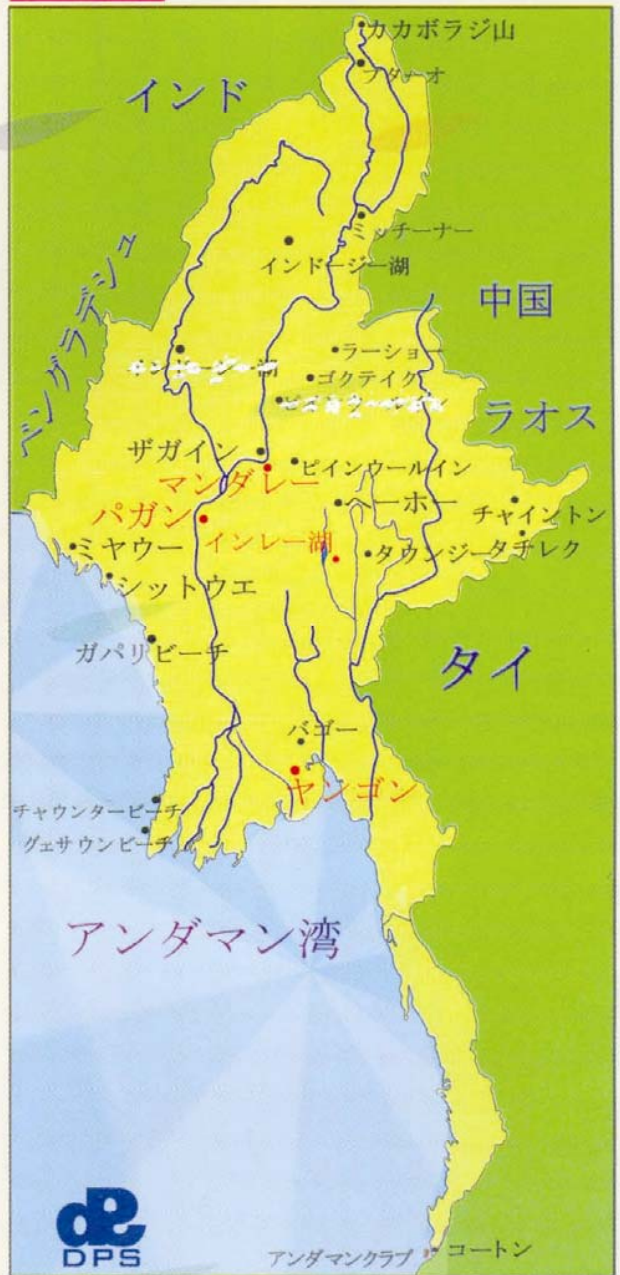 カカボラジ山
プターオ
インド
ミッチーナー
インドージー湖
中国
ベングラデシュ
ラーショー
ゴクテイク
ラオス
ザガイン
ピインウールイン
マンダレー
ヘーホー
チャイントン
パガン
インレー湖
タウンジー
タチレク
ミヤウー
シットウエ
ガパリビーチ
タイ
バゴー
ヤンゴン
チャウンタービーチ
グェサウンビーチ
アンダマン湾
DPS
アンダマンクラブ
コートン